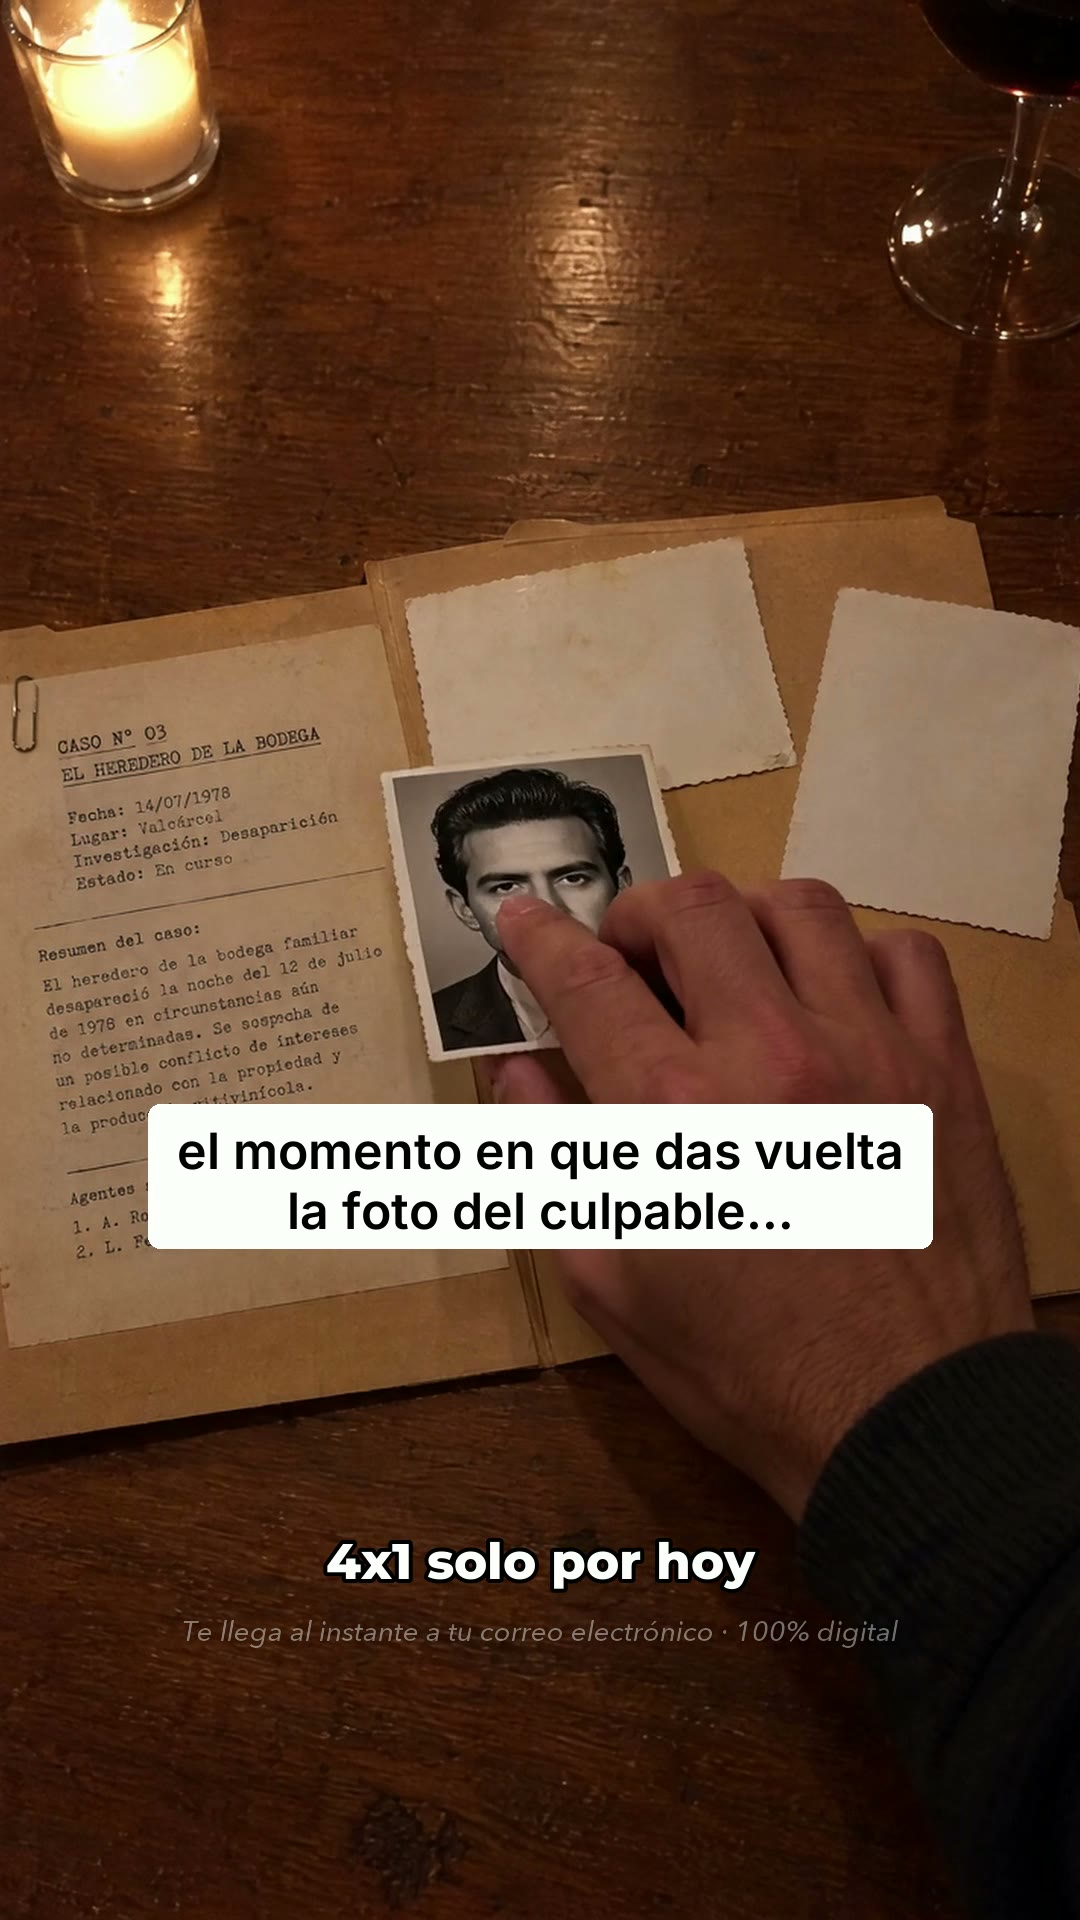 CASO Nº 03
EL HEREDERO DE LA BODEGA
Fecha: 14/07/1978
Lugar: Valcárcel
Investigación: Desaparición
Estado: En curso
Resumen del caso:
El heredero de la bodega familiar
desapareció la noche del 12 de julio
de 1978 en circunstancias aún
no determinadas. Se sospecha de
un posible conflicto de intereses
relacionado con la propiedad y
la vitivinícola.
Agentes
1. A.
2. L.
el momento en que das vuelta
la foto del culpable...
4x1 solo por hoy
Te llega al instante a tu correo electrónico · 100% digital